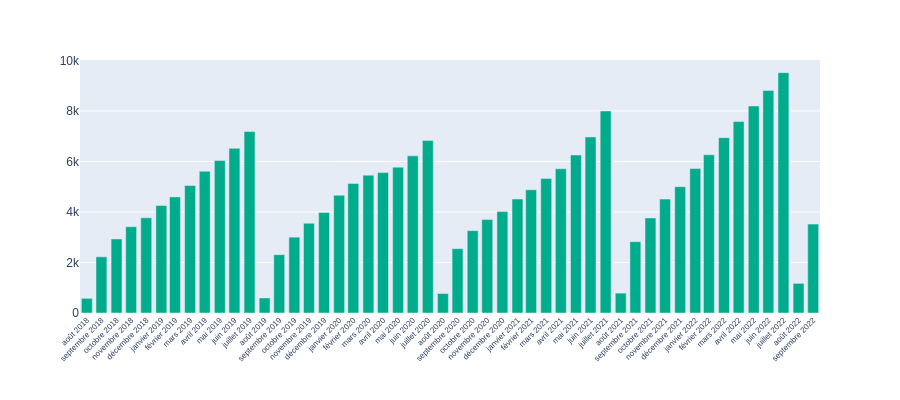 10k
8k
6k
4k
2k
0
août 2018
septembre 2018
octobre 2018
novembre 2018
décembre 2018
janvier 2019
février 2019
mars 2019
avril 2019
mai 2019
juin 2019
juillet 2019
août 2019
septembre 2019
octobre 2019
novembre 2019
décembre 2019
janvier 2020
février 2020
mars 2020
avril 2020
mai 2020
juin 2020
juillet 2020
août 2020
septembre 2020
octobre 2020
novembre 2020
décembre 2020
janvier 2021
février 2021
mars 2021
avril 2021
mai 2021
juin 2021
juillet 2021
août 2021
septembre 2021
octobre 2021
novembre 2021
décembre 2021
janvier 2022
février 2022
mars 2022
avril 2022
mai 2022
juin 2022
juillet 2022
août 2022
septembre 2022